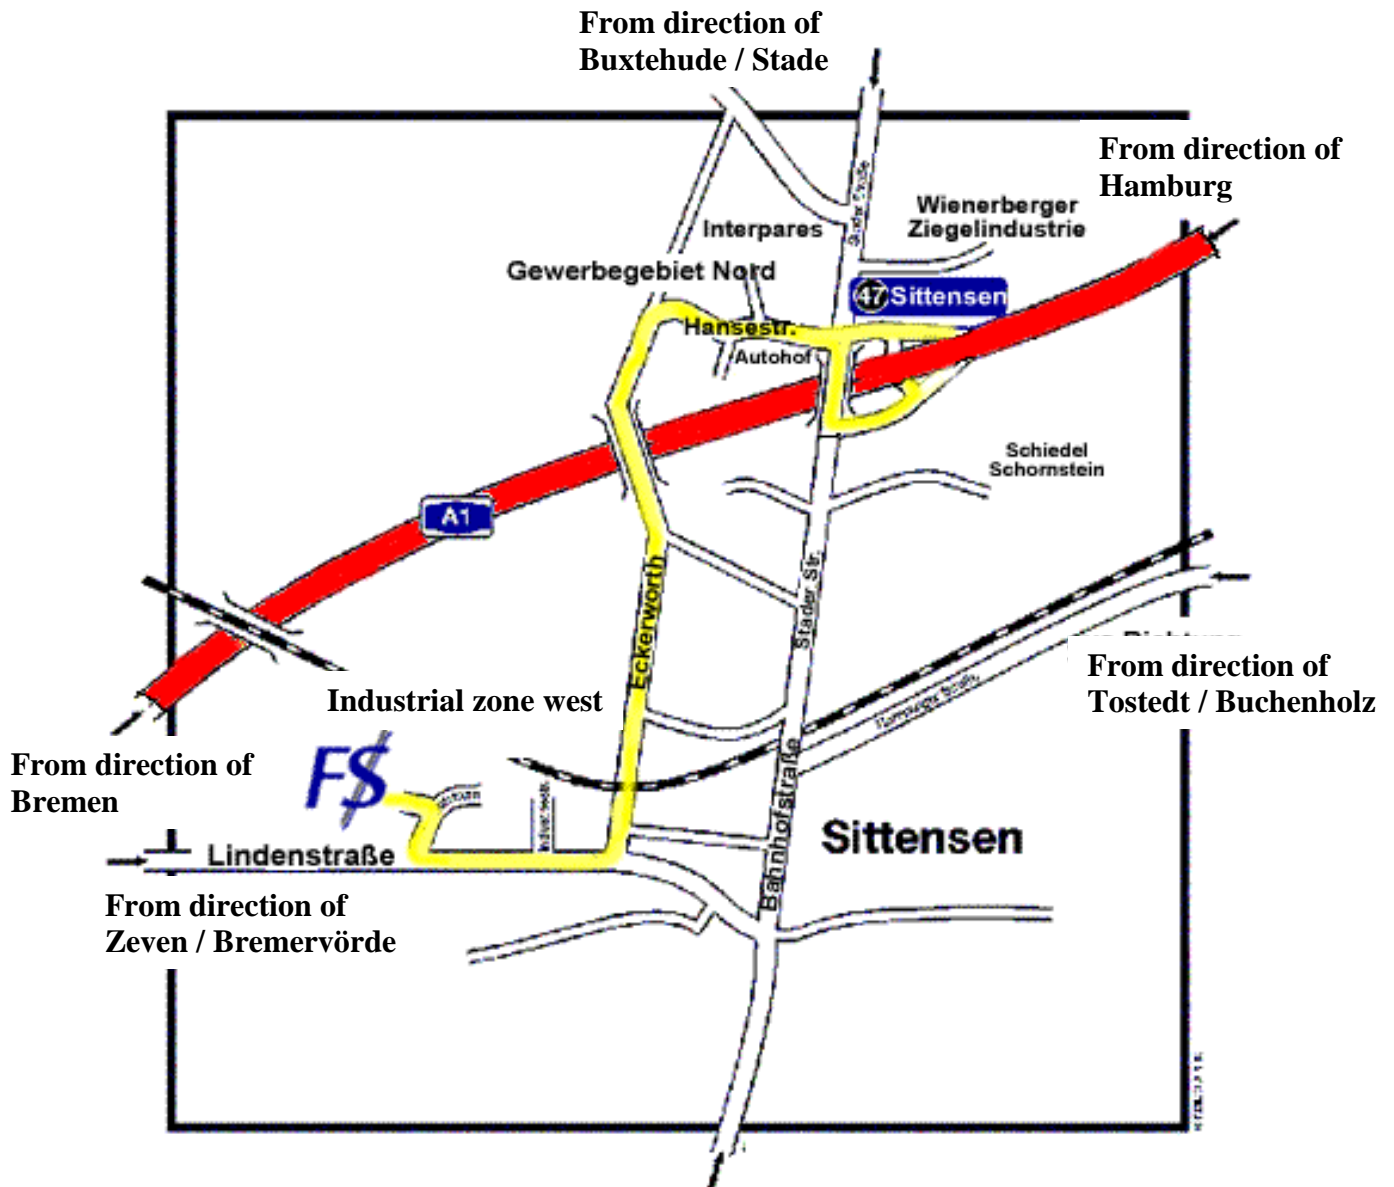 From direction of
Buxtehude / Stade
From direction of
Hamburg
Wienerberger
Ziegelindustrie
Interpares
Gewerbegebiet Nord
47 Sittensen
Hansestr.
Autohof
Schiedel
Schornstein
A1
Stader Str.
Eckerworth
From direction of
Tostedt / Buchenholz
Industrial zone west
From direction of
Bremen
FS
Bahnhofstraße
Sittensen
Lindenstraße
From direction of
Zeven / Bremervörde